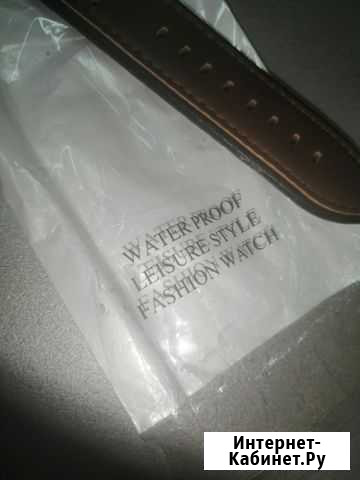 WATER PROOF
LEISURE STYLE
FASHION WATCH
Интернет-
Кабинет.Ру